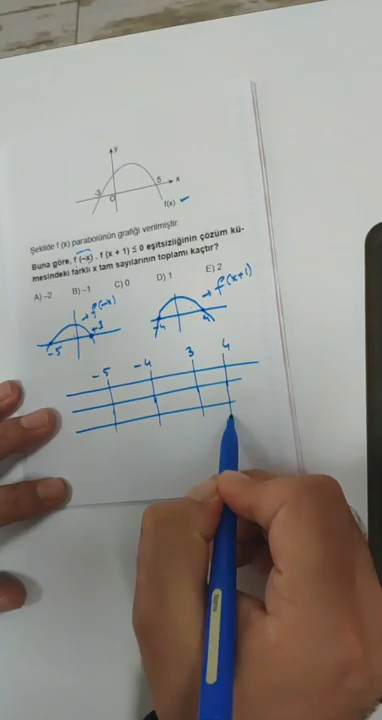 y
-3
0
5
x
f(x)
Şekilde f (x) parabolünün grafiği verilmiştir.
Buna göre, f (–x) . f (x + 1) ≤ 0 eşitsizliğinin çözüm kü-
mesindeki farklı x tam sayılarının toplamı kaçtır?
A) –2 B) –1 C) 0 D) 1 E) 2
f(-x)
f(x+1)
-5
3
-4
4
-5 -4 3 4